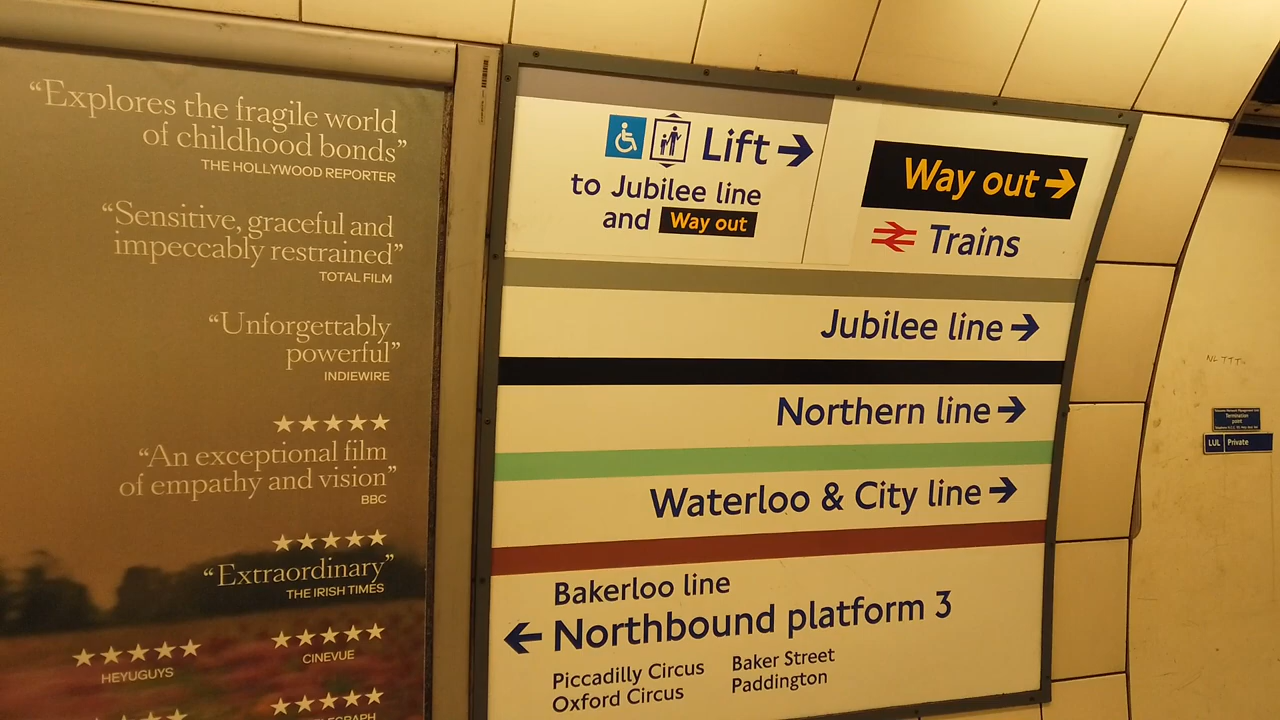 “Explores the fragile world
of childhood bonds”
THE HOLLYWOOD REPORTER
“Sensitive, graceful and
impeccably restrained”
TOTAL FILM
“Unforgettably
powerful”
INDIEWIRE
“An exceptional film
of empathy and vision”
BBC
“Extraordinary”
THE IRISH TIMES
HEYUGUYS
CINEVUE
Lift →
to Jubilee line
and Way out
Way out →
Trains
Jubilee line →
Northern line →
Waterloo & City line →
Bakerloo line
← Northbound platform 3
Piccadilly Circus
Oxford Circus
Baker Street
Paddington
Termination
point
LUL Private